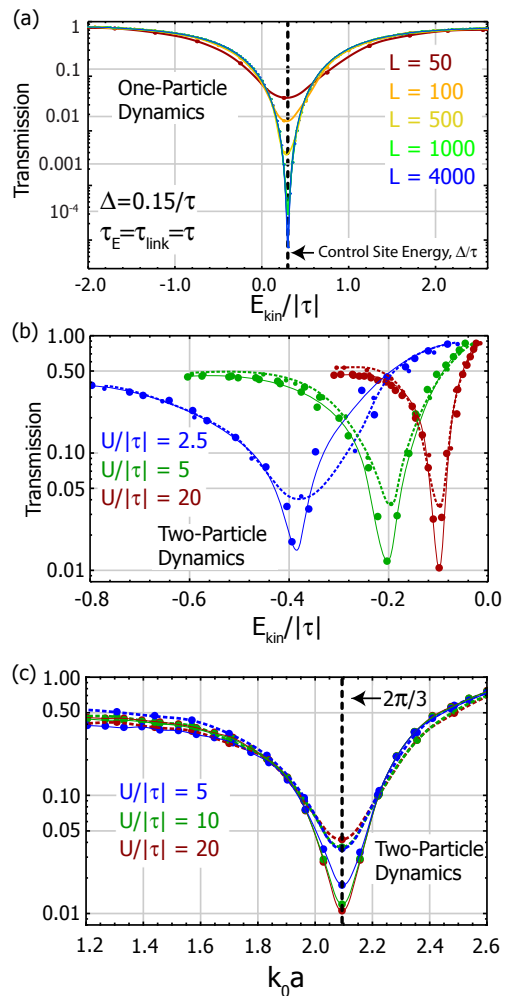 (a)
Transmission
1
0.1
0.01
0.001
10⁻⁴
One-Particle
Dynamics
L = 50
L = 100
L = 500
L = 1000
L = 4000
Δ=0.15/τ
τE=τlink=τ
Control Site Energy, Δ/τ
-2.0
-1.0
0.0
1.0
2.0
Ekin/|τ|
(b)
Transmission
1.00
0.50
0.10
0.05
0.01
U/|τ| = 2.5
U/|τ| = 5
U/|τ| = 20
Two-Particle
Dynamics
-0.8
-0.6
-0.4
-0.2
0.0
Ekin/|τ|
(c)
Transmission
1.00
0.50
0.10
0.05
0.01
2π/3
U/|τ| = 5
U/|τ| = 10
U/|τ| = 20
Two-Particle
Dynamics
1.2
1.4
1.6
1.8
2.0
2.2
2.4
2.6
k₀a